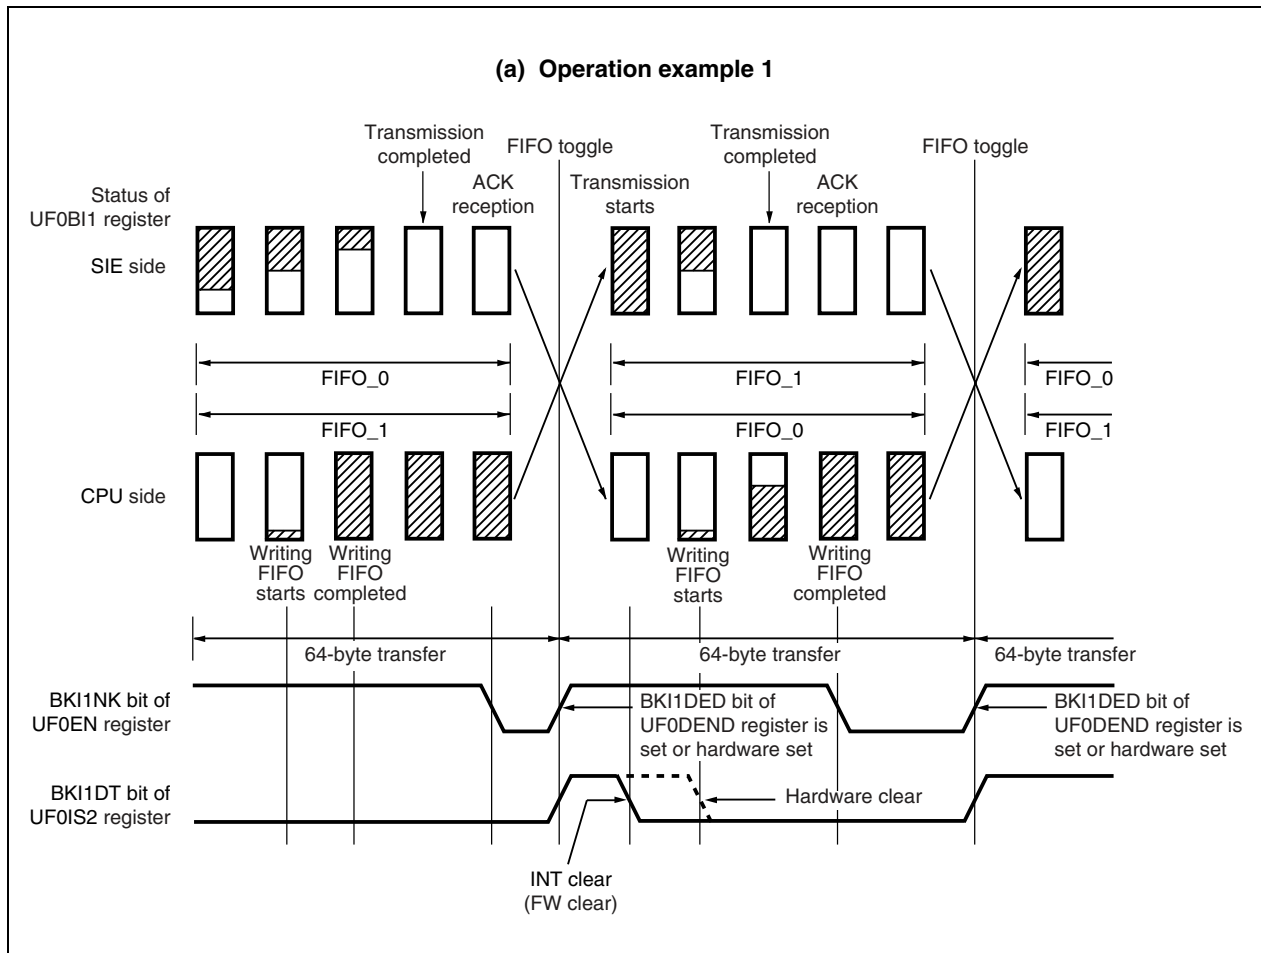 (a) Operation example 1
Transmission
completed
FIFO toggle
Transmission
completed
FIFO toggle
Status of
UF0BI1 register
ACK
reception
Transmission
starts
ACK
reception
SIE side
FIFO_0
FIFO_1
FIFO_0
FIFO_1
FIFO_0
FIFO_1
CPU side
Writing
FIFO
starts
Writing
FIFO
completed
Writing
FIFO
starts
Writing
FIFO
completed
64-byte transfer
64-byte transfer
64-byte transfer
BKI1NK bit of
UF0EN register
BKI1DED bit of
UF0DEND register is
set or hardware set
BKI1DED bit of
UF0DEND register is
set or hardware set
BKI1DT bit of
UF0IS2 register
Hardware clear
INT clear
(FW clear)